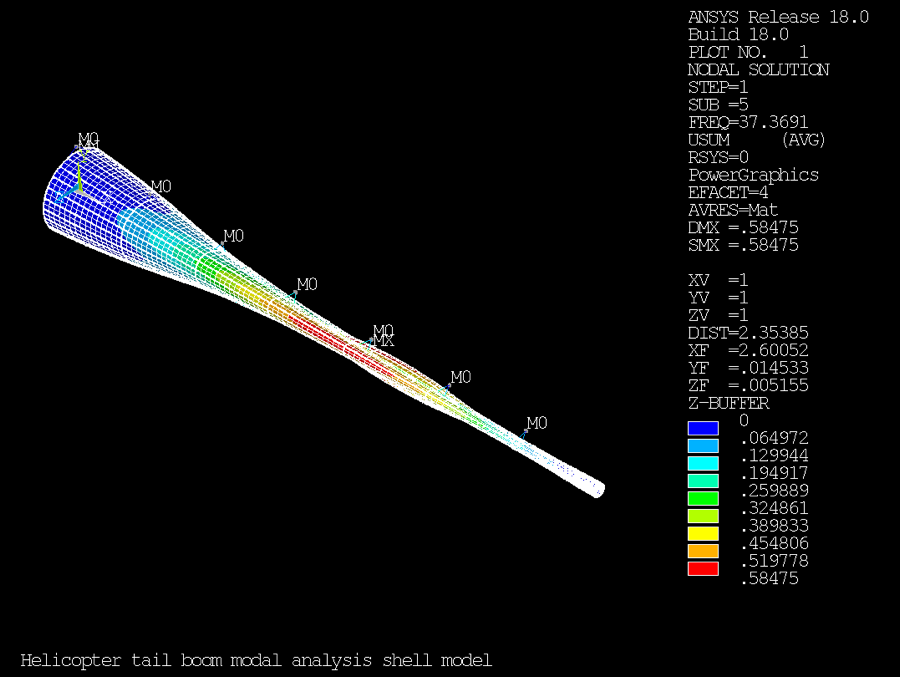 ANSYS Release 18.0
Build 18.0
PLOT NO.   1
NODAL SOLUTION
STEP=1
SUB =5
FREQ=37.3691
USUM     (AVG)
RSYS=0
PowerGraphics
EFACET=4
AVRES=Mat
DMX =.58475
SMX =.58475
XV  =1
YV  =1
ZV  =1
DIST=2.35385
XF  =2.60052
YF  =.014533
ZF  =.005155
Z-BUFFER
0
.064972
.129944
.194917
.259889
.324861
.389833
.454806
.519778
.58475
MO
MO
MO
MO
MO
MX
MO
MO
Helicopter tail boom modal analysis shell model